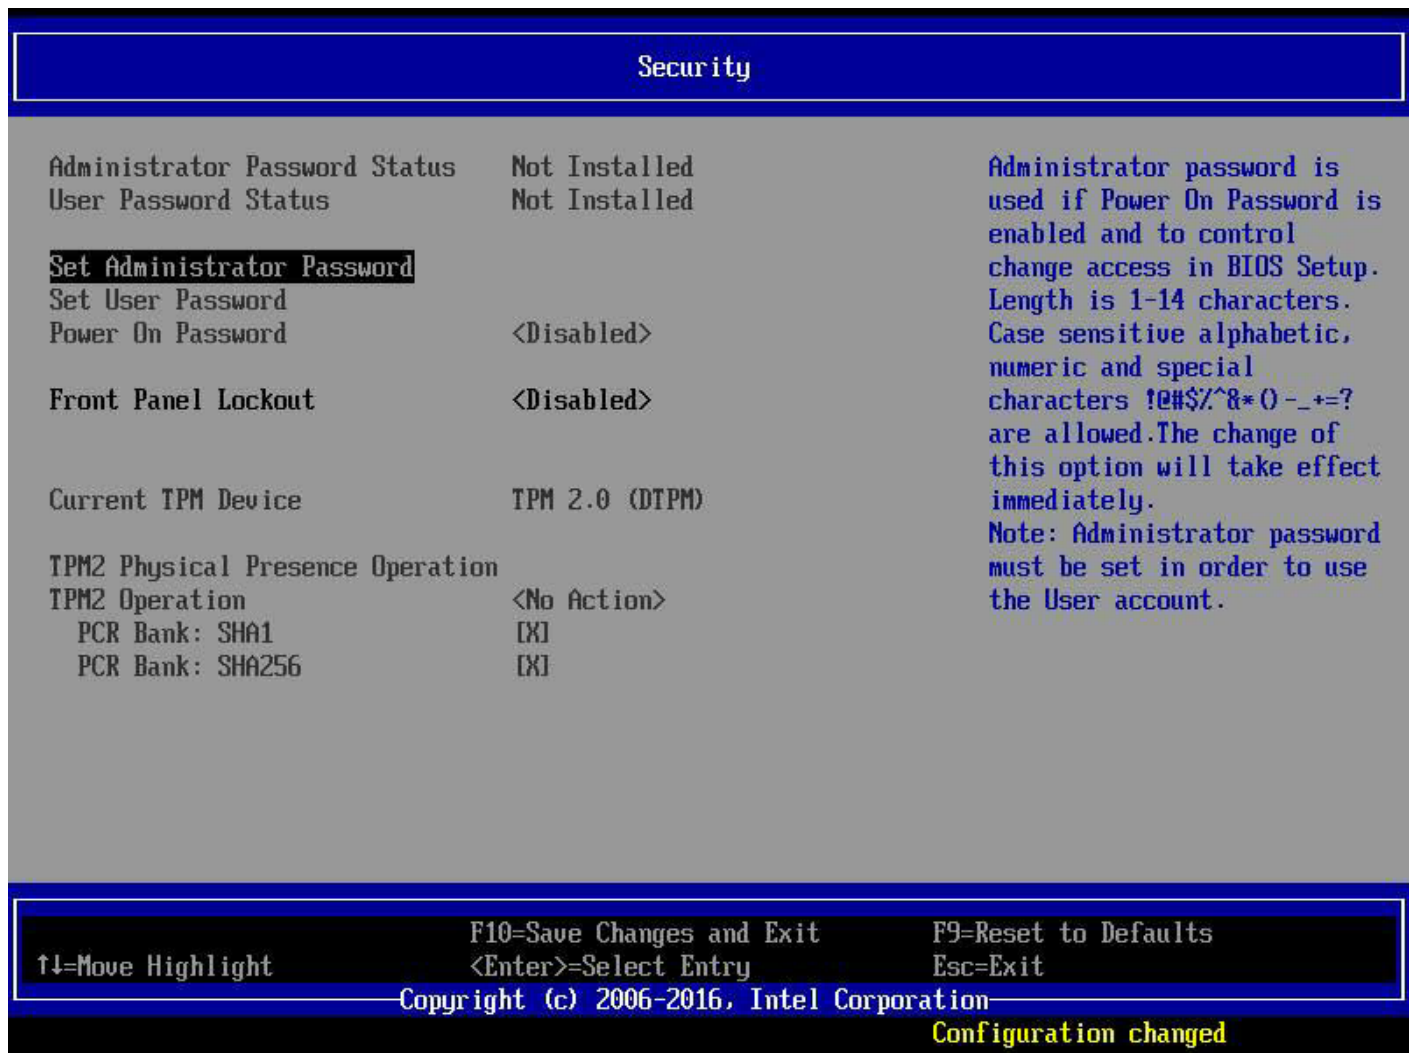 Security
Administrator Password Status Not Installed
User Password Status Not Installed
Set Administrator Password
Set User Password
Power On Password <Disabled>
Front Panel Lockout <Disabled>
Current TPM Device TPM 2.0 (DTPM)
TPM2 Physical Presence Operation
TPM2 Operation <No Action>
PCR Bank: SHA1 [X]
PCR Bank: SHA256 [X]
Administrator password is
used if Power On Password is
enabled and to control
change access in BIOS Setup.
Length is 1-14 characters.
Case sensitive alphabetic,
numeric and special
characters !@#$%^&*()-_+=?
are allowed.The change of
this option will take effect
immediately.
Note: Administrator password
must be set in order to use
the User account.
F10=Save Changes and Exit F9=Reset to Defaults
↑↓=Move Highlight <Enter>=Select Entry Esc=Exit
Copyright (c) 2006-2016, Intel Corporation
Configuration changed